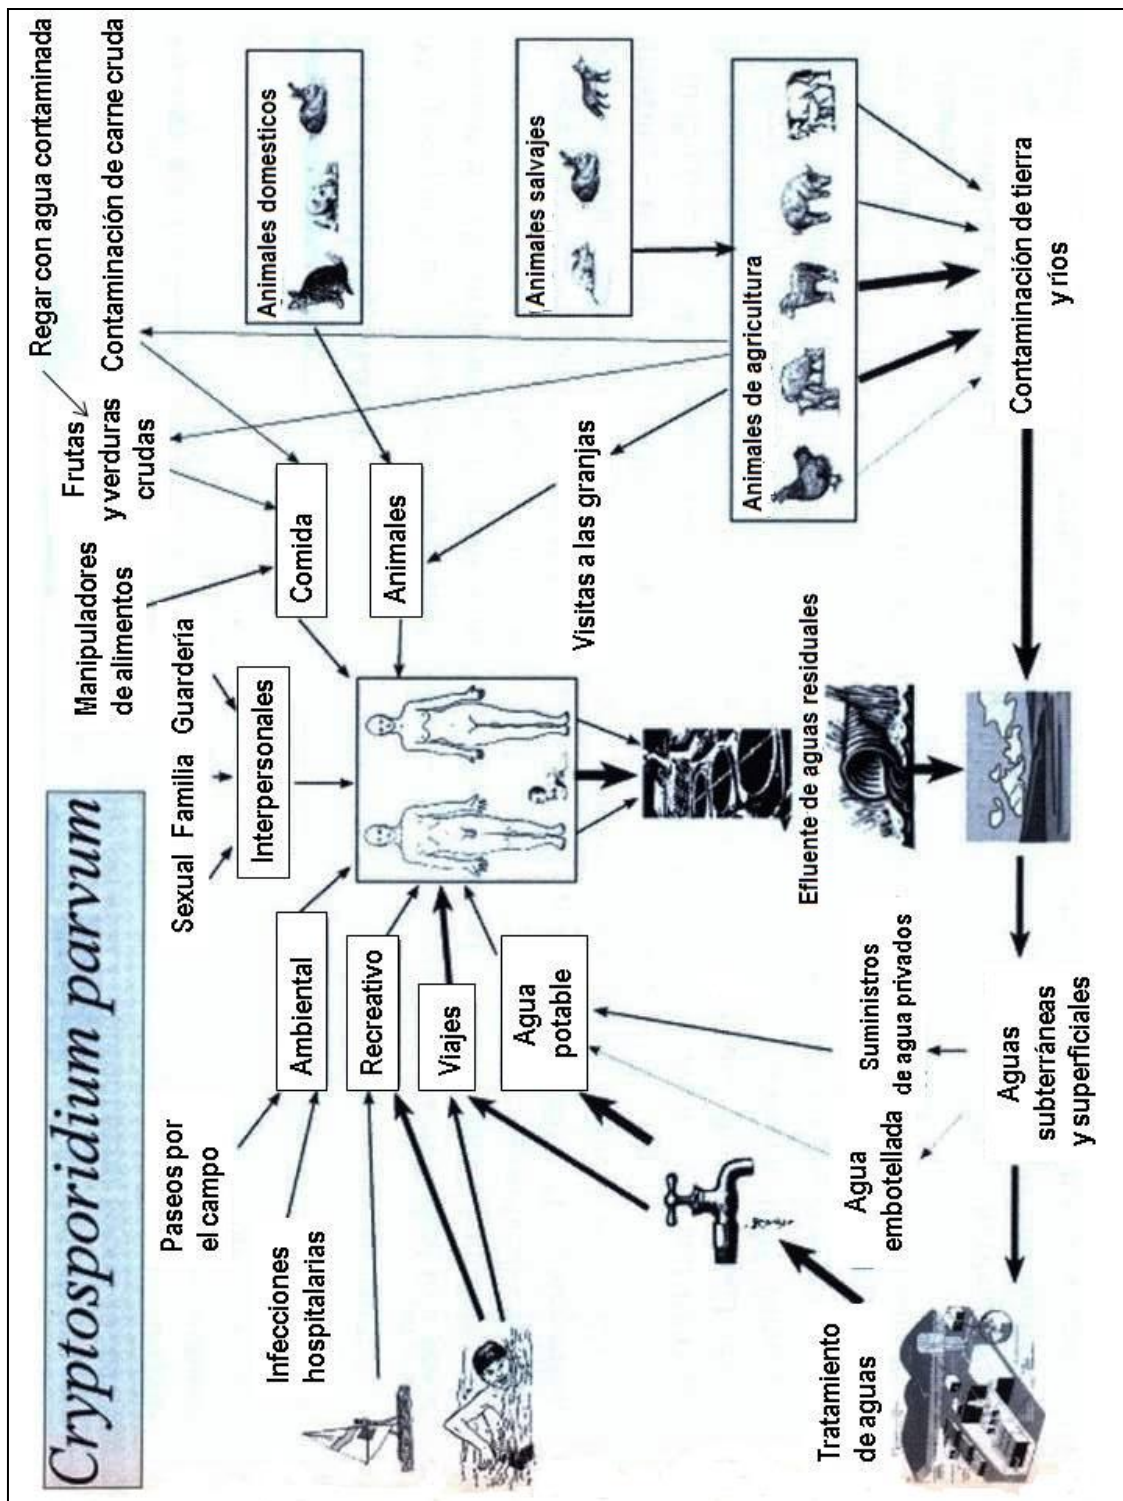 Cryptosporidium parvum
Regar con agua contaminada
Contaminación de carne cruda
Frutas
y verduras
crudas
Manipuladores
de alimentos
Sexual Familia Guardería
Paseos por
el campo
Infecciones
hospitalarias
Interpersonales
Ambiental
Comida
Recreativo
Animales
Viajes
Agua
potable
Animales domesticos
Animales salvajes
Visitas a las granjas
Animales de agricultura
Efluente de aguas residuales
Suministros
de agua privados
Agua
embotellada
Tratamiento
de aguas
Aguas
subterráneas
y superficiales
Contaminación de tierra
y ríos